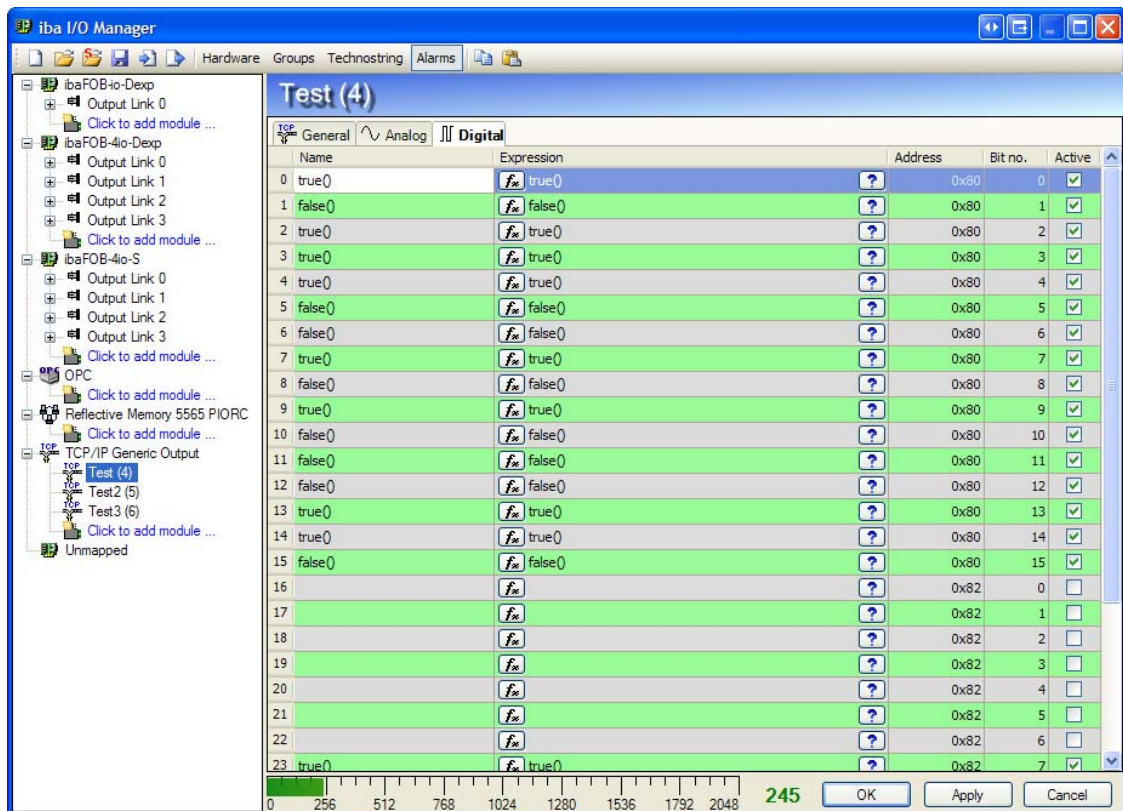 iba I/O Manager
Hardware Groups Technostring Alarms
ibaFOB-io-Dexp
Output Link 0
Click to add module ...
ibaFOB-4io-Dexp
Output Link 0
Output Link 1
Output Link 2
Output Link 3
Click to add module ...
ibaFOB-4io-S
Output Link 0
Output Link 1
Output Link 2
Output Link 3
Click to add module ...
OPC
Click to add module ...
Reflective Memory 5565 PIORC
Click to add module ...
TCP/IP Generic Output
Test (4)
Test2 (5)
Test3 (6)
Click to add module ...
Unmapped
Test (4)
General Analog Digital
Name Expression Address Bit no. Active
0 true() true() ? 0x80 0
1 false() false() ? 0x80 1
2 true() true() ? 0x80 2
3 true() true() ? 0x80 3
4 true() true() ? 0x80 4
5 false() false() ? 0x80 5
6 false() false() ? 0x80 6
7 true() true() ? 0x80 7
8 false() false() ? 0x80 8
9 true() true() ? 0x80 9
10 false() false() ? 0x80 10
11 false() false() ? 0x80 11
12 false() false() ? 0x80 12
13 true() true() ? 0x80 13
14 true() true() ? 0x80 14
15 false() false() ? 0x80 15
16 ? 0x82 0
17 ? 0x82 1
18 ? 0x82 2
19 ? 0x82 3
20 ? 0x82 4
21 ? 0x82 5
22 ? 0x82 6
23 true() true() ? 0x82 7
0 256 512 768 1024 1280 1536 1792 2048
245 OK Apply Cancel